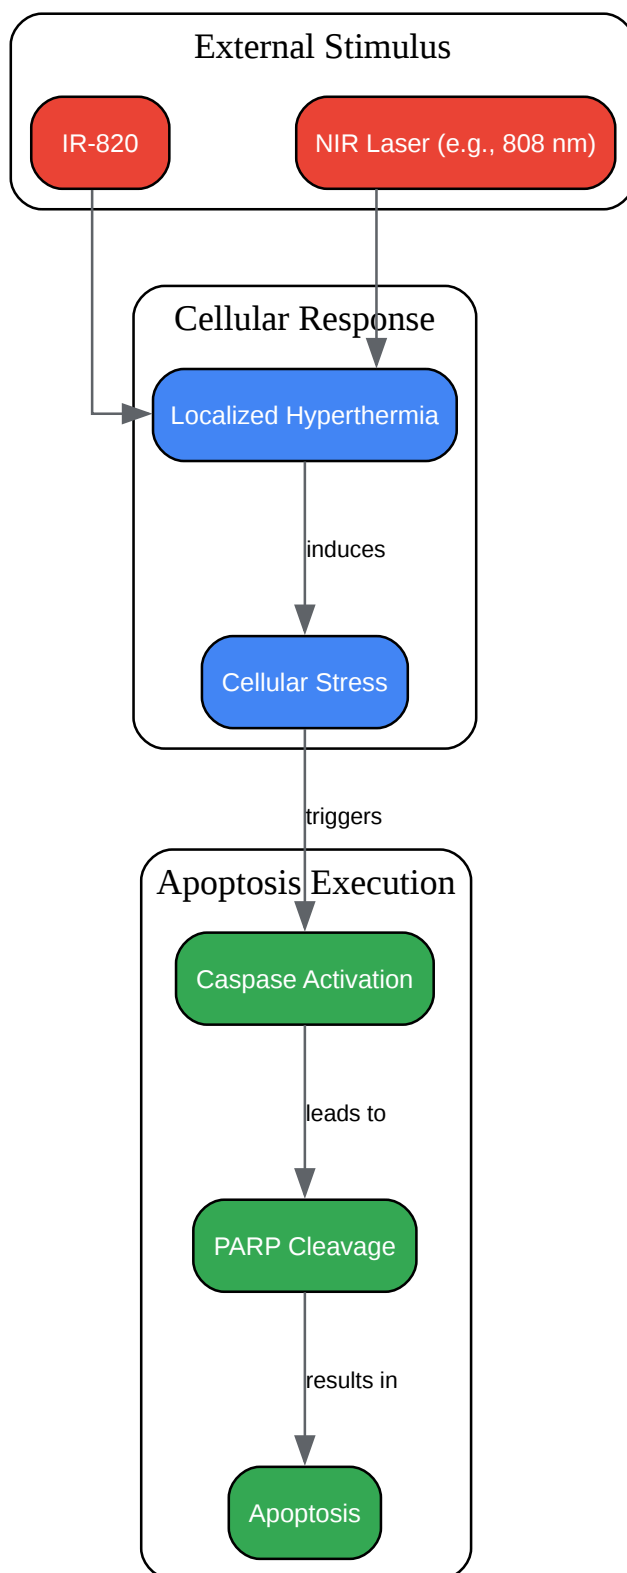 External Stimulus
IR-820
NIR Laser (e.g., 808 nm)
Cellular Response
Localized Hyperthermia
induces
Cellular Stress
triggers
Apoptosis Execution
Caspase Activation
leads to
PARP Cleavage
results in
Apoptosis